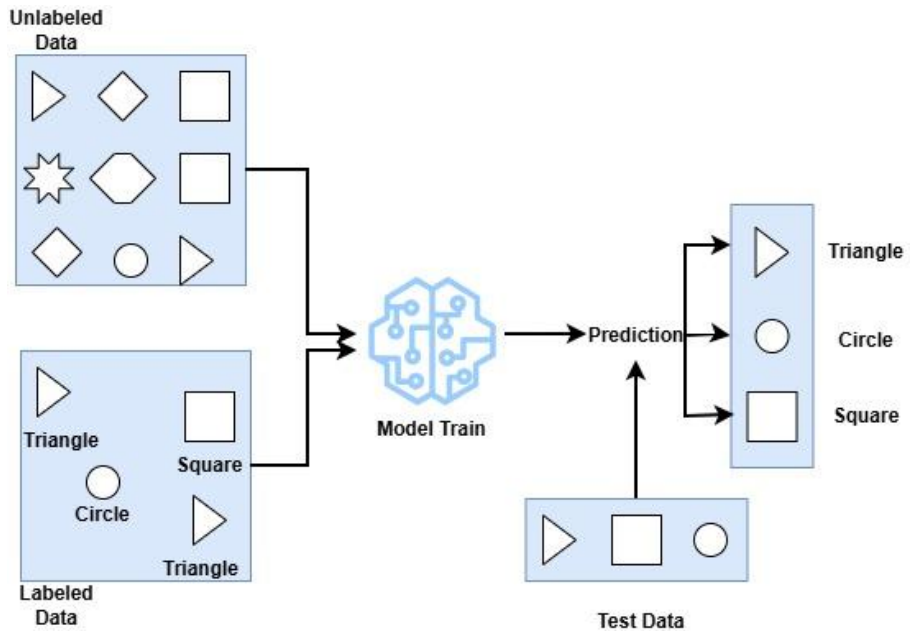 Unlabeled
Data
Triangle
Square
Circle
Triangle
Labeled
Data
Model Train
Prediction
Triangle
Circle
Square
Test Data